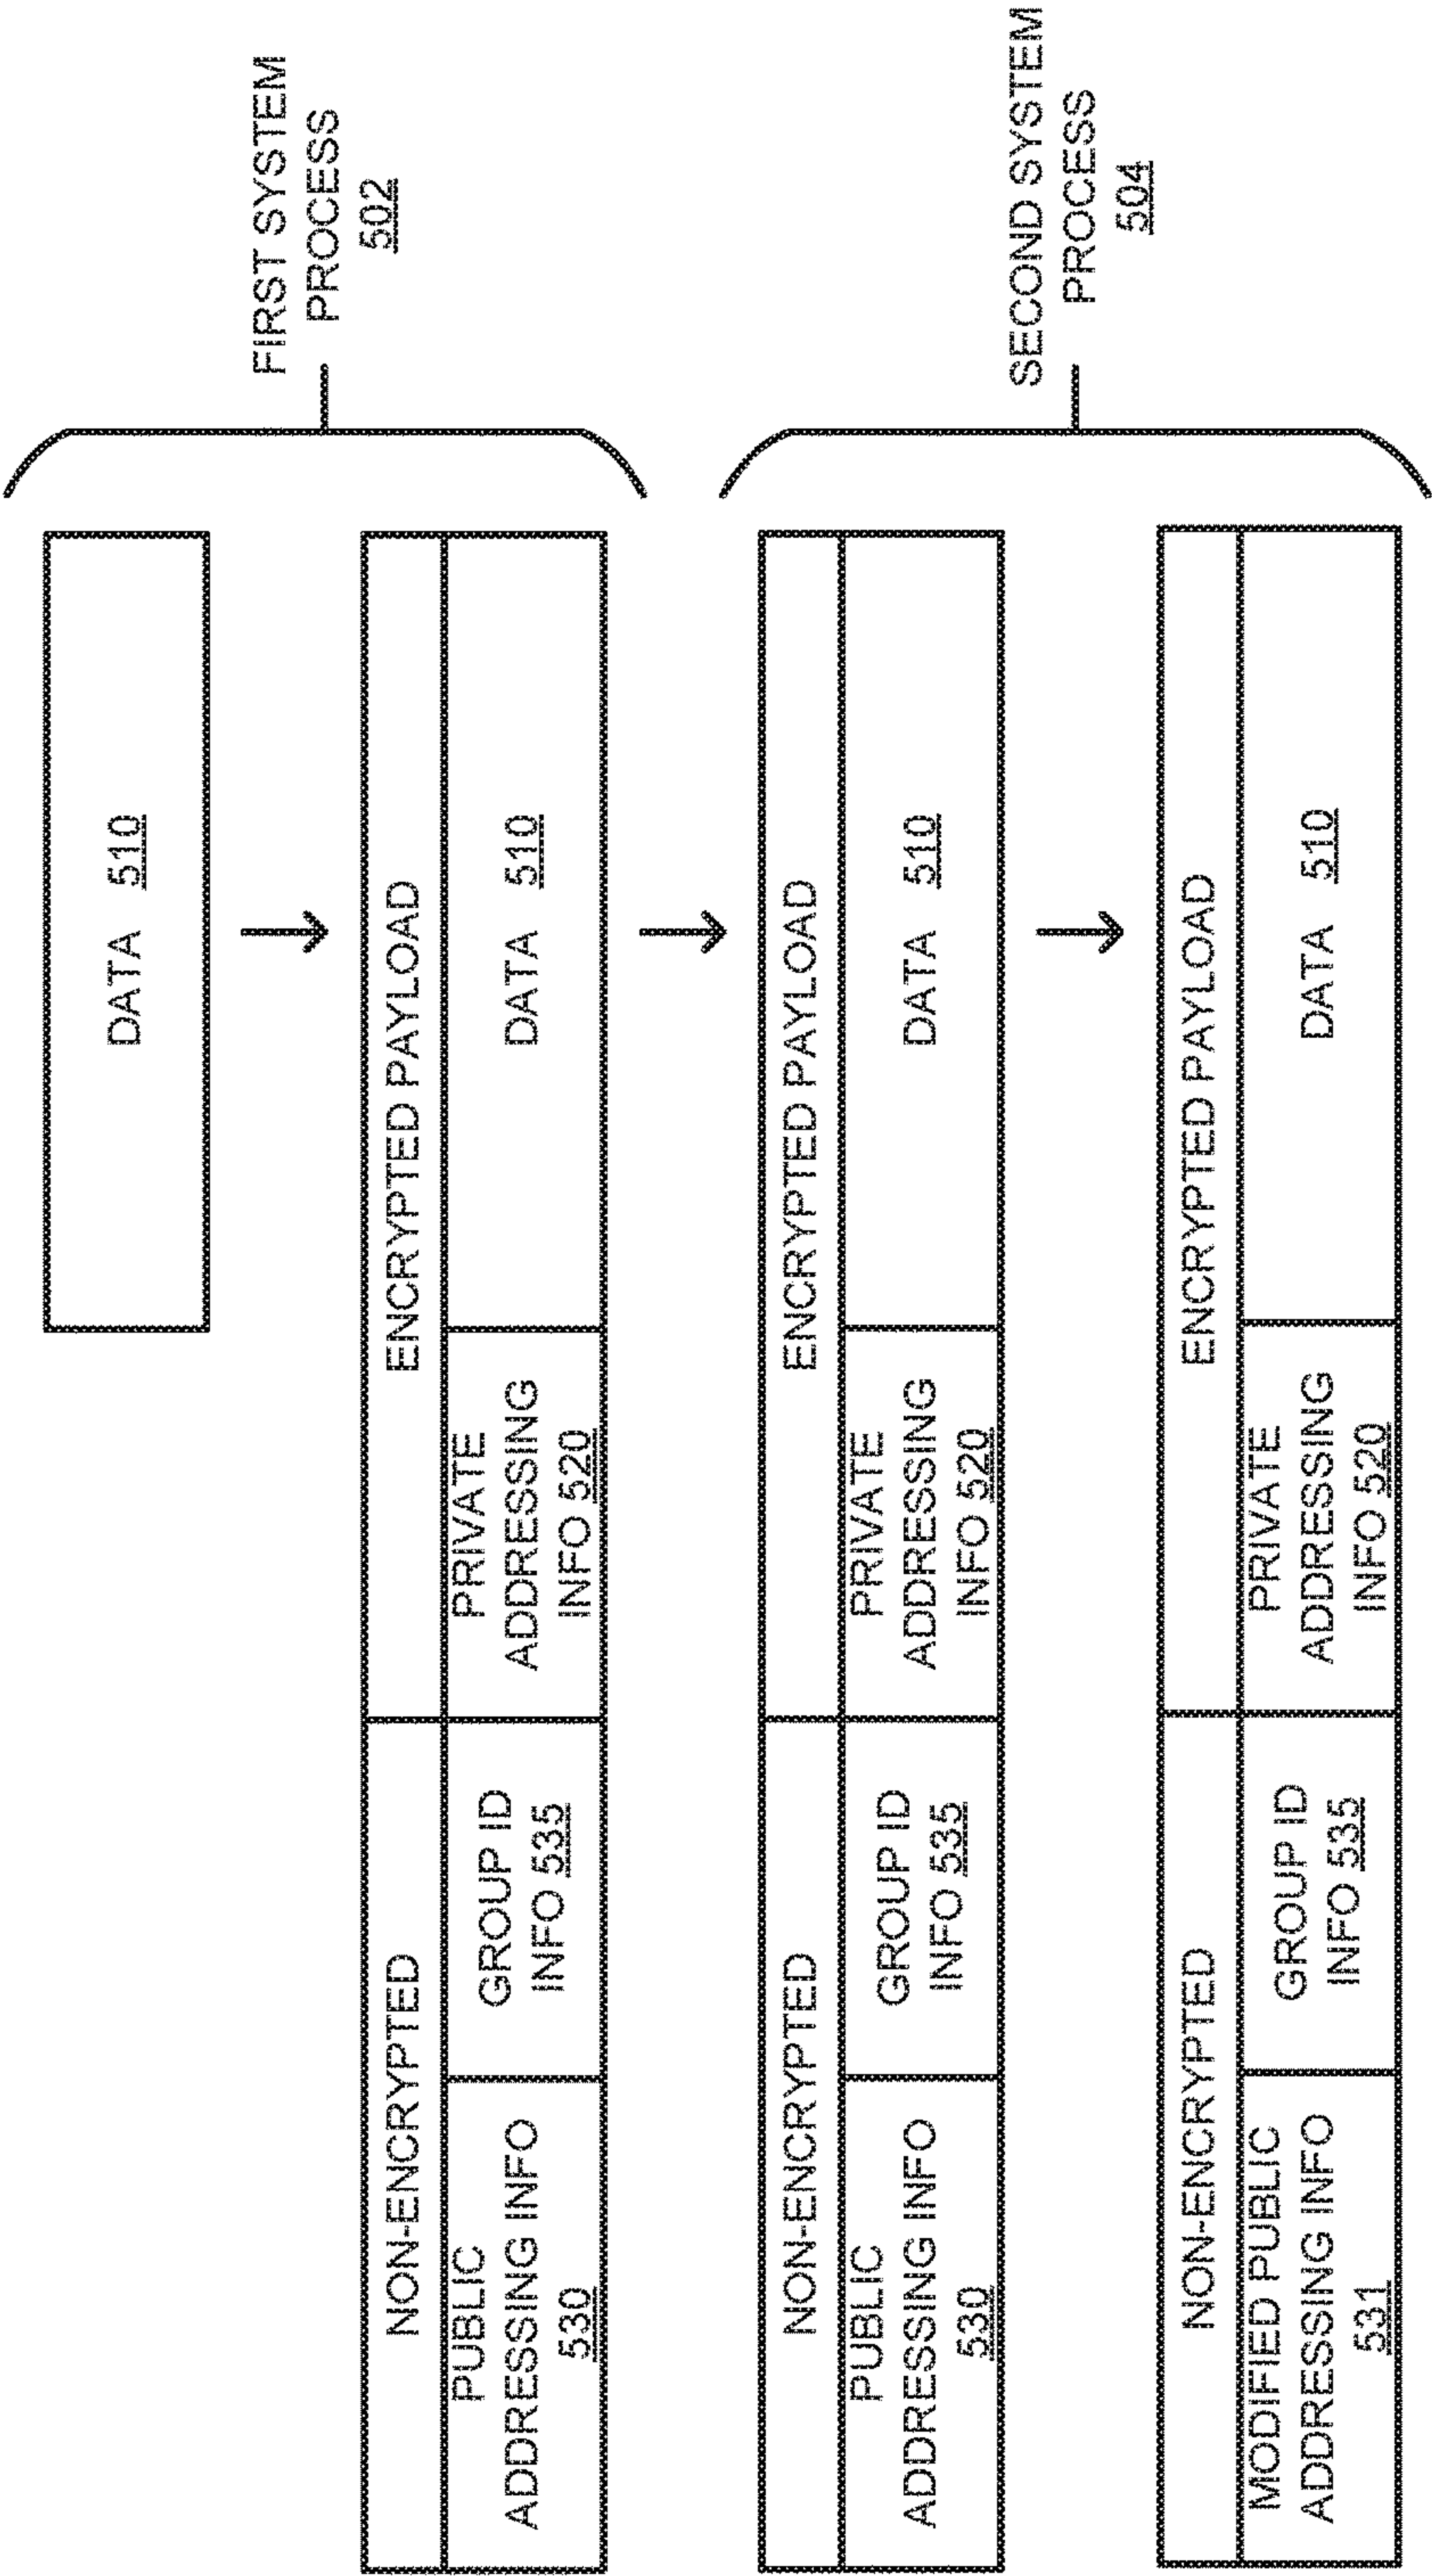 DATA 510
FIRST SYSTEM
PROCESS
502
NON-ENCRYPTED
ENCRYPTED PAYLOAD
PUBLIC
ADDRESSING INFO
530
GROUP ID
INFO 535
PRIVATE
ADDRESSING
INFO 520
DATA 510
NON-ENCRYPTED
ENCRYPTED PAYLOAD
PUBLIC
ADDRESSING INFO
530
GROUP ID
INFO 535
PRIVATE
ADDRESSING
INFO 520
DATA 510
SECOND SYSTEM
PROCESS
504
NON-ENCRYPTED
ENCRYPTED PAYLOAD
MODIFIED PUBLIC
ADDRESSING INFO
531
GROUP ID
INFO 535
PRIVATE
ADDRESSING
INFO 520
DATA 510